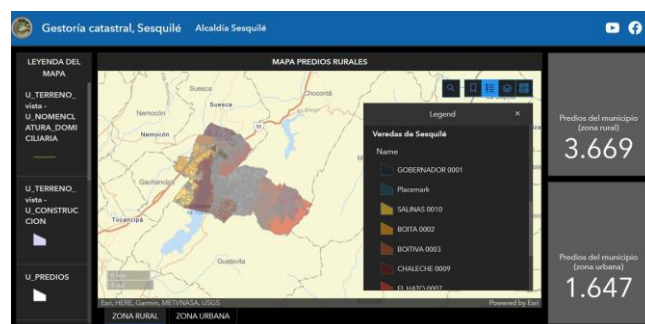 Gestoría catastral, Sesquilé Alcaldía Sesquilé
LEYENDA DEL
MAPA
U_TERRENO_
vista -
U_NOMENCL
ATURA_DOMI
CILIARIA
U_TERRENO_
vista -
U_CONSTRUC
CION
U_PREDIOS
MAPA PREDIOS RURALES
Suesca
Chocontá
Suesca
Nemocón
Nemocón
Gachancipá
Tocancipá
Guatavita
Legend
Veredas de Sesquilé
Name
GOBERNADOR 0001
Placemark
SALINAS 0010
BOITA 0002
BOITIVA 0003
CHALECHE 0009
EL HATO 0007
Esri, HERE, Garmin, METI/NASA, USGS
Powered by Esri
ZONA RURAL ZONA URBANA
Predios del municipio
(zona rural)
3.669
Predios del municipio
(zona urbana)
1.647